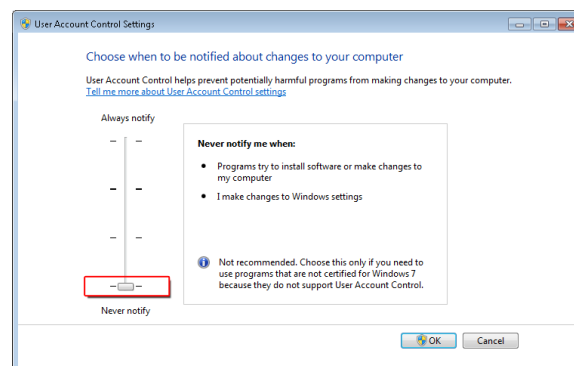 User Account Control Settings
Choose when to be notified about changes to your computer
User Account Control helps prevent potentially harmful programs from making changes to your computer.
Tell me more about User Account Control settings
Always notify
Never notify me when:
Programs try to install software or make changes to
my computer
I make changes to Windows settings
Not recommended. Choose this only if you need to
use programs that are not certified for Windows 7
because they do not support User Account Control.
Never notify
OK
Cancel